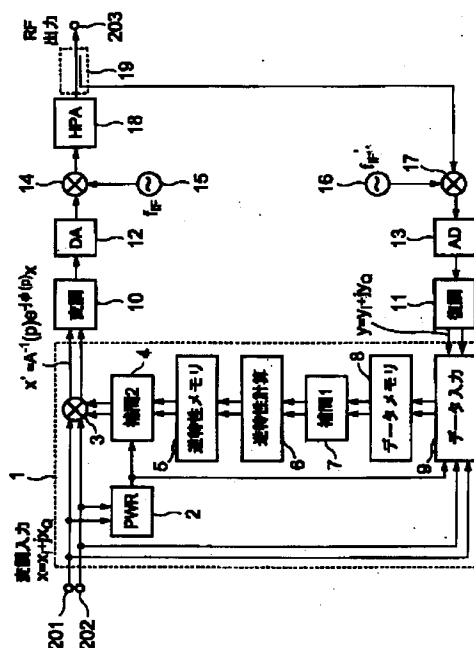 変調入力
x=xI+jxQ
201
202
1
PWR
2
3
x'=A⁻¹(p)e⁻ʲᶲ⁽ᵖ⁾x
補間2
4
逆特性メモリ
5
逆特性計算
6
補間1
7
データメモリ
8
データ入力
9
変調
10
DA
12
14
15
fIF
HPA
18
19
RF
出力
203
16
fIF'
17
AD
13
復調
11
y=yI+jyQ